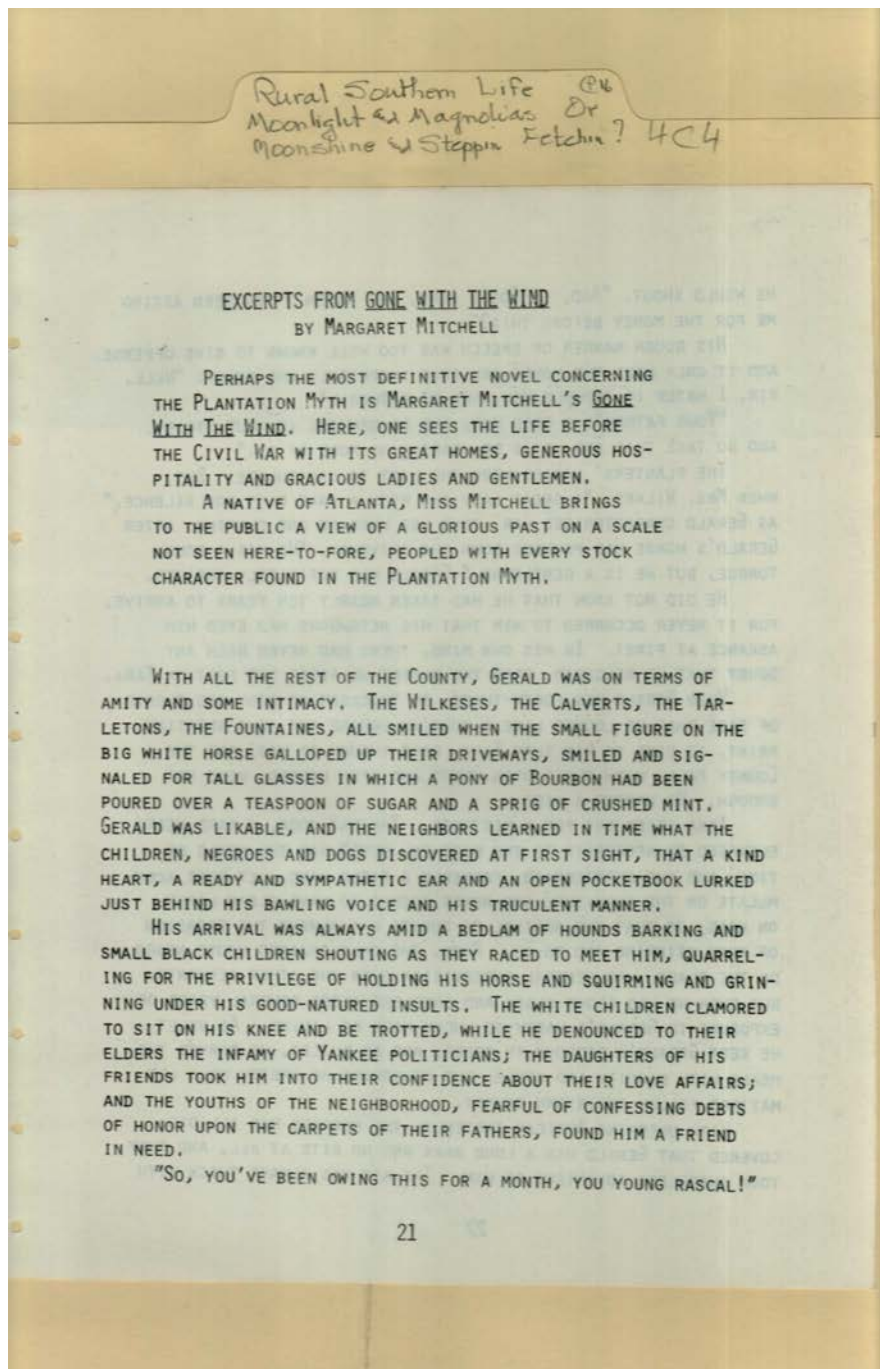 Rural Southern Life
Moonlight & Magnolias Or
Moonshine & Steppin Fetchin? 4C4
EXCERPTS FROM GONE WITH THE WIND
BY MARGARET MITCHELL
PERHAPS THE MOST DEFINITIVE NOVEL CONCERNING
THE PLANTATION MYTH IS MARGARET MITCHELL'S GONE
WITH THE WIND. HERE, ONE SEES THE LIFE BEFORE
THE CIVIL WAR WITH ITS GREAT HOMES, GENEROUS HOS-
PITALITY AND GRACIOUS LADIES AND GENTLEMEN.
A NATIVE OF ATLANTA, MISS MITCHELL BRINGS
TO THE PUBLIC A VIEW OF A GLORIOUS PAST ON A SCALE
NOT SEEN HERE-TO-FORE, PEOPLED WITH EVERY STOCK
CHARACTER FOUND IN THE PLANTATION MYTH.
WITH ALL THE REST OF THE COUNTY, GERALD WAS ON TERMS OF
AMITY AND SOME INTIMACY. THE WILKESES, THE CALVERTS, THE TAR-
LETONS, THE FOUNTAINES, ALL SMILED WHEN THE SMALL FIGURE ON THE
BIG WHITE HORSE GALLOPED UP THEIR DRIVEWAYS, SMILED AND SIG-
NALED FOR TALL GLASSES IN WHICH A PONY OF BOURBON HAD BEEN
POURED OVER A TEASPOON OF SUGAR AND A SPRIG OF CRUSHED MINT.
GERALD WAS LIKABLE, AND THE NEIGHBORS LEARNED IN TIME WHAT THE
CHILDREN, NEGROES AND DOGS DISCOVERED AT FIRST SIGHT, THAT A KIND
HEART, A READY AND SYMPATHETIC EAR AND AN OPEN POCKETBOOK LURKED
JUST BEHIND HIS BAWLING VOICE AND HIS TRUCULENT MANNER.
HIS ARRIVAL WAS ALWAYS AMID A BEDLAM OF HOUNDS BARKING AND
SMALL BLACK CHILDREN SHOUTING AS THEY RACED TO MEET HIM, QUARREL-
ING FOR THE PRIVILEGE OF HOLDING HIS HORSE AND SQUIRMING AND GRIN-
NING UNDER HIS GOOD-NATURED INSULTS. THE WHITE CHILDREN CLAMORED
TO SIT ON HIS KNEE AND BE TROTTED, WHILE HE DENOUNCED TO THEIR
ELDERS THE INFAMY OF YANKEE POLITICIANS; THE DAUGHTERS OF HIS
FRIENDS TOOK HIM INTO THEIR CONFIDENCE ABOUT THEIR LOVE AFFAIRS;
AND THE YOUTHS OF THE NEIGHBORHOOD, FEARFUL OF CONFESSING DEBTS
OF HONOR UPON THE CARPETS OF THEIR FATHERS, FOUND HIM A FRIEND
IN NEED.
"SO, YOU'VE BEEN OWING THIS FOR A MONTH, YOU YOUNG RASCAL!"
21